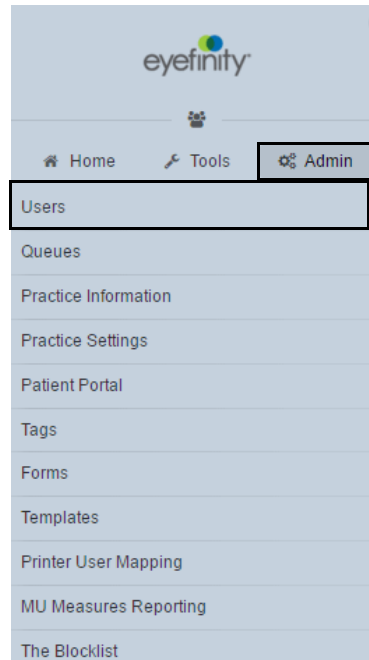 eyefinity
Home Tools Admin
Users
Queues
Practice Information
Practice Settings
Patient Portal
Tags
Forms
Templates
Printer User Mapping
MU Measures Reporting
The Blocklist